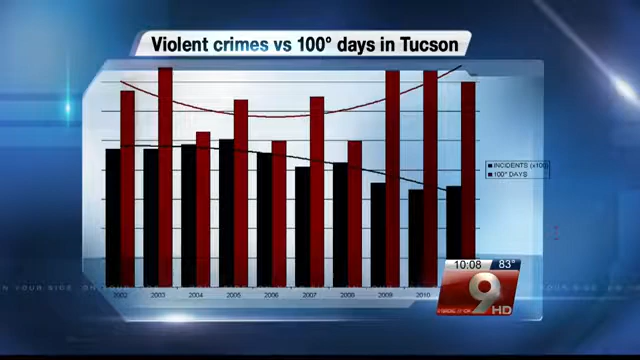 Violent crimes vs 100° days in Tucson
INCIDENTS (x100)
100° DAYS
2002 2003 2004 2005 2006 2007 2008 2009 2010
10:08 83°
9
HD